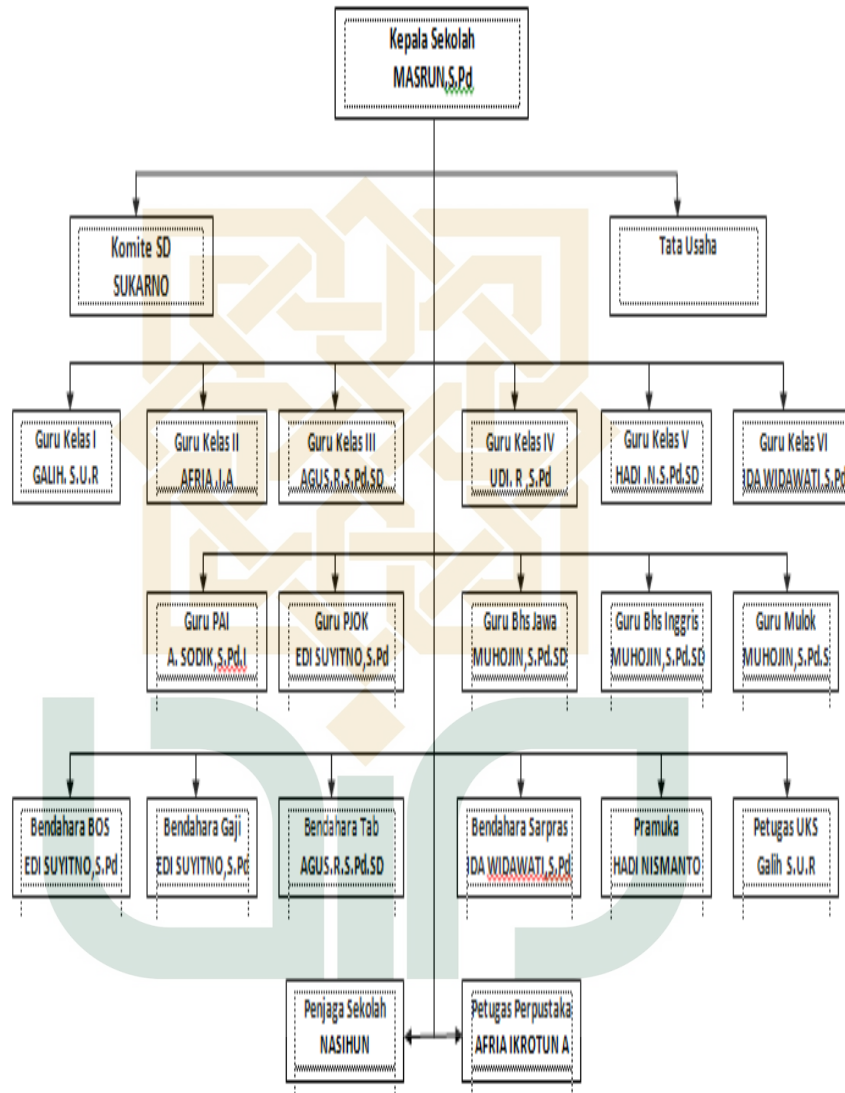 Kepala Sekolah
MASRUN,S.Pd
Komite SD
SUKARNO
Tata Usaha
Guru Kelas I
GALIH. S.U.R
Guru Kelas II
AFRIA .I.A
Guru Kelas III
AGUS.R.S.Pd.SD
Guru Kelas IV
UDI. R ,S.Pd
Guru Kelas V
HADI .N.S.Pd.SD
Guru Kelas VI
IDA WIDAWATI.S.Pd
Guru PAI
A. SODIK,S.Pd.I
Guru PJOK
EDI SUYITNO,S.Pd
Guru Bhs Jawa
MUHOJIN,S.Pd.SD
Guru Bhs Inggris
MUHOJIN,S.Pd.SD
Guru Mulok
MUHOJIN,S.Pd.S
Bendahara BOS
EDI SUYITNO,S.Pd
Bendahara Gaji
EDI SUYITNO,S.Pd
Bendahara Tab
AGUS.R.S.Pd.SD
Bendahara Sarpras
IDA WIDAWATI,S.Pd
Pramuka
HADI NISMANTO
Petugas UKS
Galih S.U.R
Penjaga Sekolah
NASIHUN
Petugas Perpustaka
AFRIA IKROTUN A